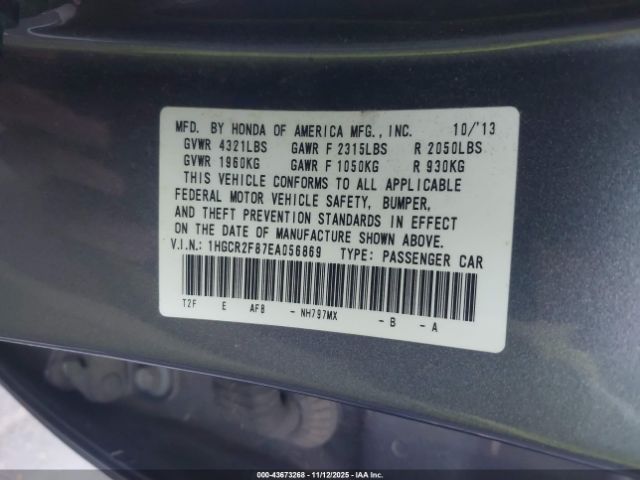 MFD. BY HONDA OF AMERICA MFG., INC. 10/'13
GVWR 4321LBS GAWR F 2315LBS R 2050LBS
GVWR 1960KG GAWR F 1050KG R 930KG
THIS VEHICLE CONFORMS TO ALL APPLICABLE
FEDERAL MOTOR VEHICLE SAFETY, BUMPER,
AND THEFT PREVENTION STANDARDS IN EFFECT
ON THE DATE OF MANUFACTURE SHOWN ABOVE.
V.I.N.: 1HGCR2F87EA056869 TYPE: PASSENGER CAR
T2F E AF8 - NH797MX - B - A
000-43673268 - 11/12/2025 - IAA Inc.